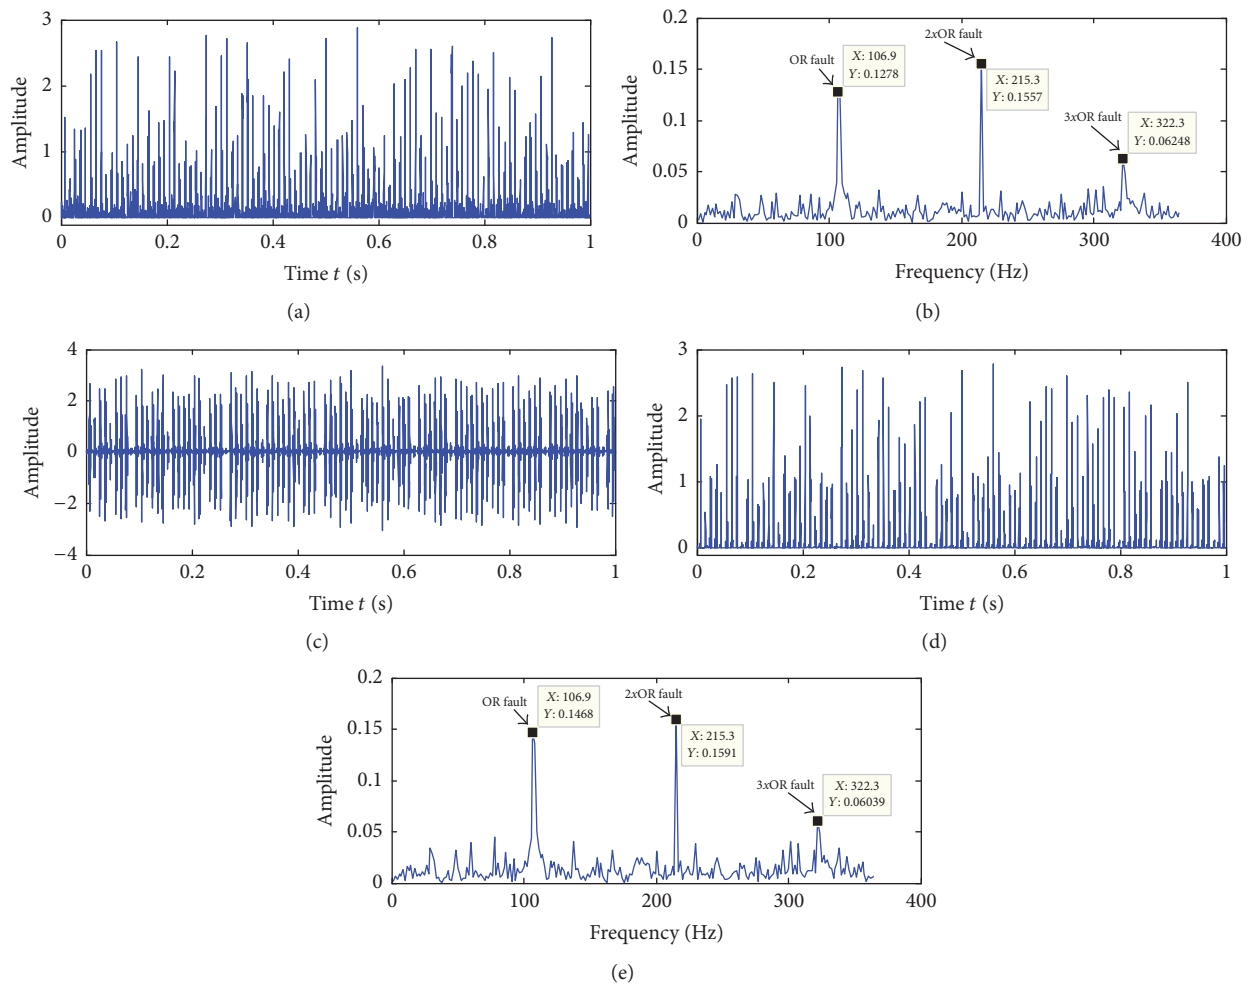 3
2
1
0
Amplitude
0
0.2
0.4
0.6
0.8
1
Time t (s)
(a)
0.2
0.15
0.1
0.05
0
Amplitude
OR fault
X: 106.9
Y: 0.1278
2xOR fault
X: 215.3
Y: 0.1557
3xOR fault
X: 322.3
Y: 0.06248
0
100
200
300
400
Frequency (Hz)
(b)
4
2
0
−2
−4
Amplitude
0
0.2
0.4
0.6
0.8
1
Time t (s)
(c)
3
2
1
0
Amplitude
0
0.2
0.4
0.6
0.8
1
Time t (s)
(d)
0.2
0.15
0.1
0.05
0
Amplitude
OR fault
X: 106.9
Y: 0.1468
2xOR fault
X: 215.3
Y: 0.1591
3xOR fault
X: 322.3
Y: 0.06039
0
100
200
300
400
Frequency (Hz)
(e)